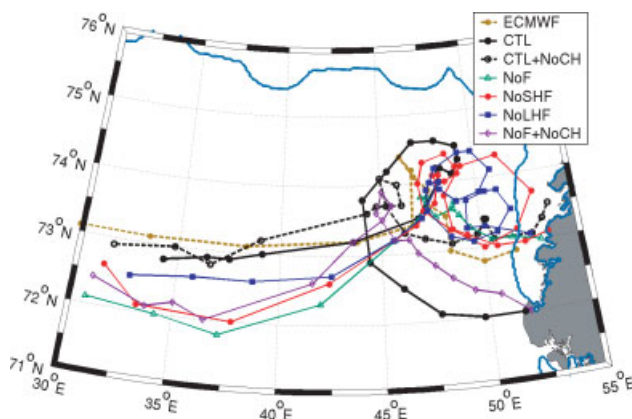 76°N
75°N
74°N
73°N
72°N
71°N
30°E
35°E
40°E
45°E
50°E
55°E
ECMWF
CTL
CTL+NoCH
NoF
NoSHF
NoLHF
NoF+NoCH